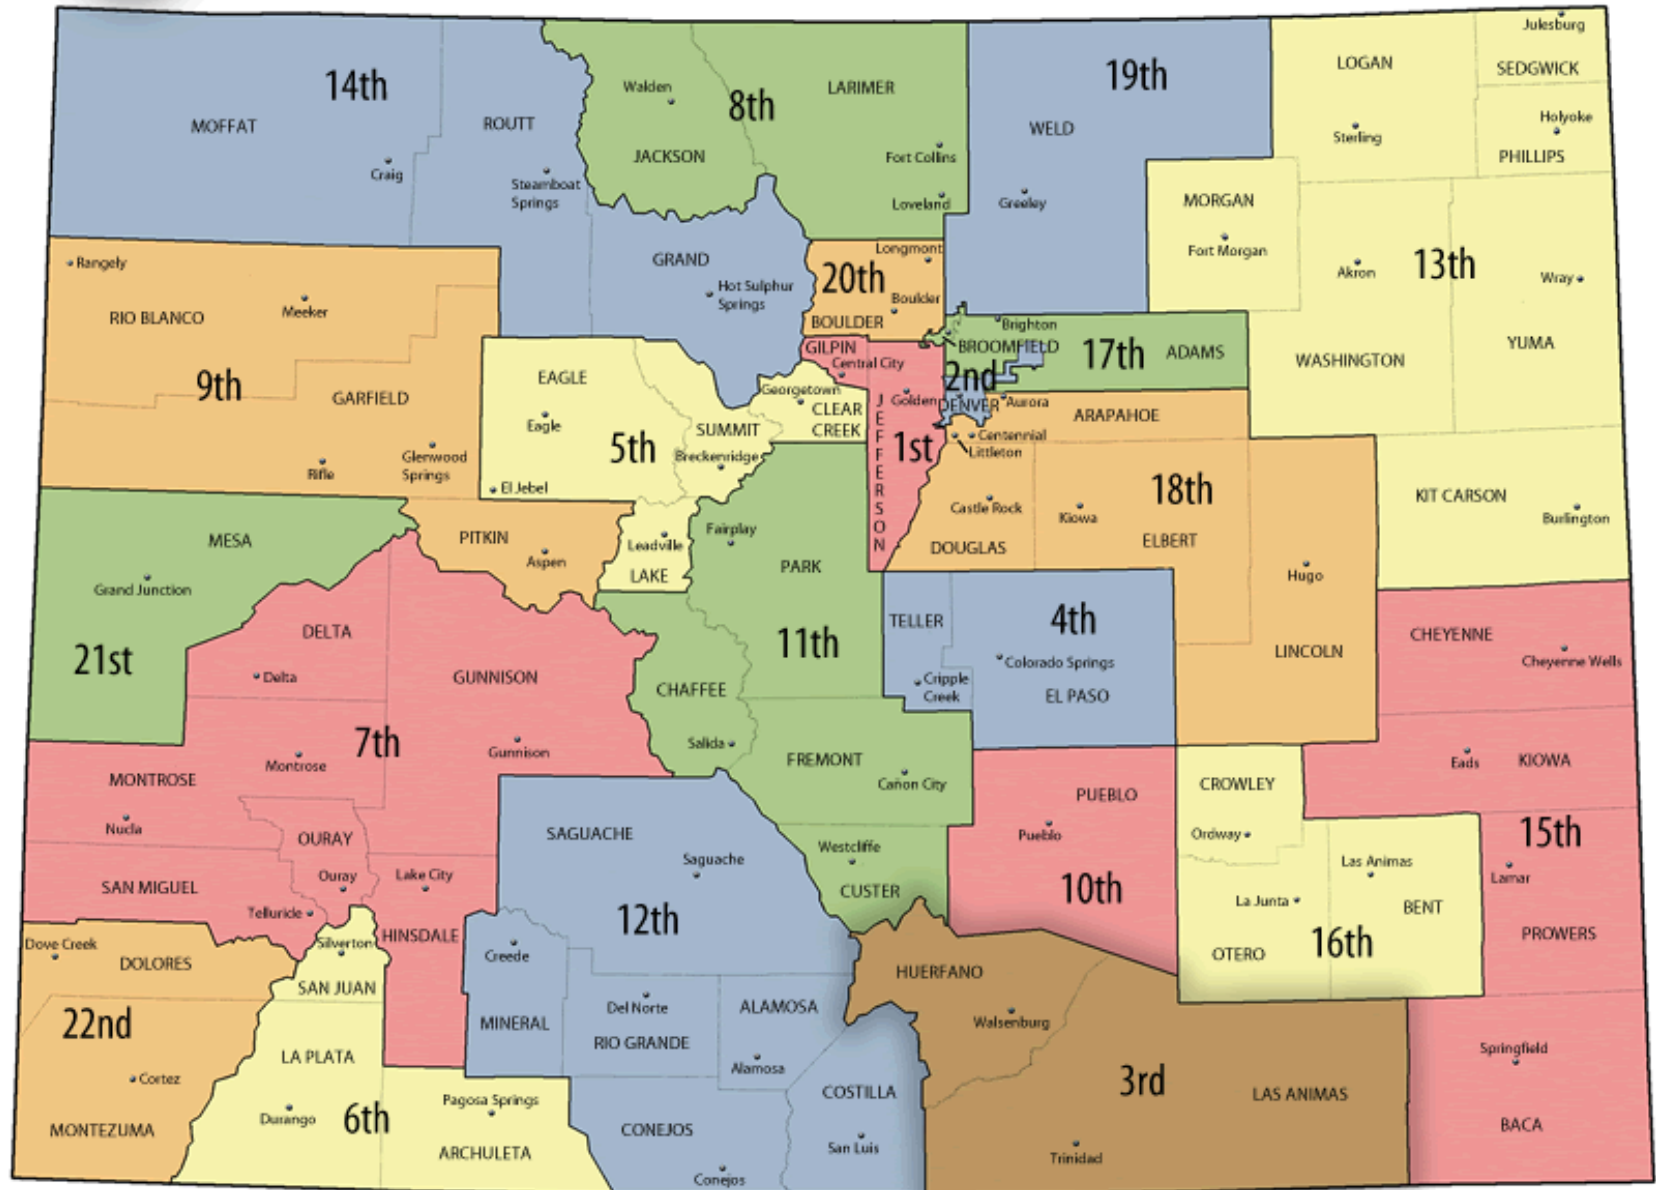 Julesburg
LOGAN
SEDGWICK
14th
Walden
8th
LARIMER
19th
Holyoke
MOFFAT
ROUTT
WELD
Sterling
JACKSON
Fort Collins
PHILLIPS
Craig
Steamboat
Springs
Loveland
Greeley
MORGAN
Fort Morgan
Rangely
GRAND
Longmont
13th
Akron
Wray
20th
Meeker
Hot Sulphur
Springs
Boulder
RIO BLANCO
BOULDER
Brighton
GILPIN
BROOMFIELD
17th
ADAMS
WASHINGTON
YUMA
Central City
9th
EAGLE
2nd
GARFIELD
Georgetown
Golden
DENVER
Aurora
CLEAR
CREEK
ARAPAHOE
Eagle
SUMMIT
JEFFERSON
Centennial
5th
1st
Littleton
Glenwood
Springs
Breckenridge
Rifle
El Jebel
18th
KIT CARSON
Castle Rock
Kiowa
Burlington
MESA
PITKIN
Fairplay
Leadville
DOUGLAS
ELBERT
Aspen
PARK
LAKE
Hugo
Grand Junction
DELTA
TELLER
4th
CHEYENNE
21st
11th
LINCOLN
Cheyenne Wells
Delta
GUNNISON
CHAFFEE
Colorado Springs
Cripple
Creek
EL PASO
7th
Salida
Gunnison
Montrose
FREMONT
Eads
KIOWA
MONTROSE
Cañon City
CROWLEY
PUEBLO
Nucla
OURAY
SAGUACHE
Pueblo
Ordway
15th
Westcliffe
Saguache
Las Animas
Lamar
SAN MIGUEL
Ouray
Lake City
CUSTER
10th
La Junta
BENT
Telluride
12th
HINSDALE
PROWERS
Dove Creek
Silverton
OTERO
16th
DOLORES
Creede
HUERFANO
SAN JUAN
Del Norte
ALAMOSA
22nd
MINERAL
RIO GRANDE
Walsenburg
LA PLATA
Springfield
Alamosa
3rd
Cortez
COSTILLA
LAS ANIMAS
Pagosa Springs
Durango
6th
MONTEZUMA
CONEJOS
BACA
ARCHULETA
San Luis
Trinidad
Conejos